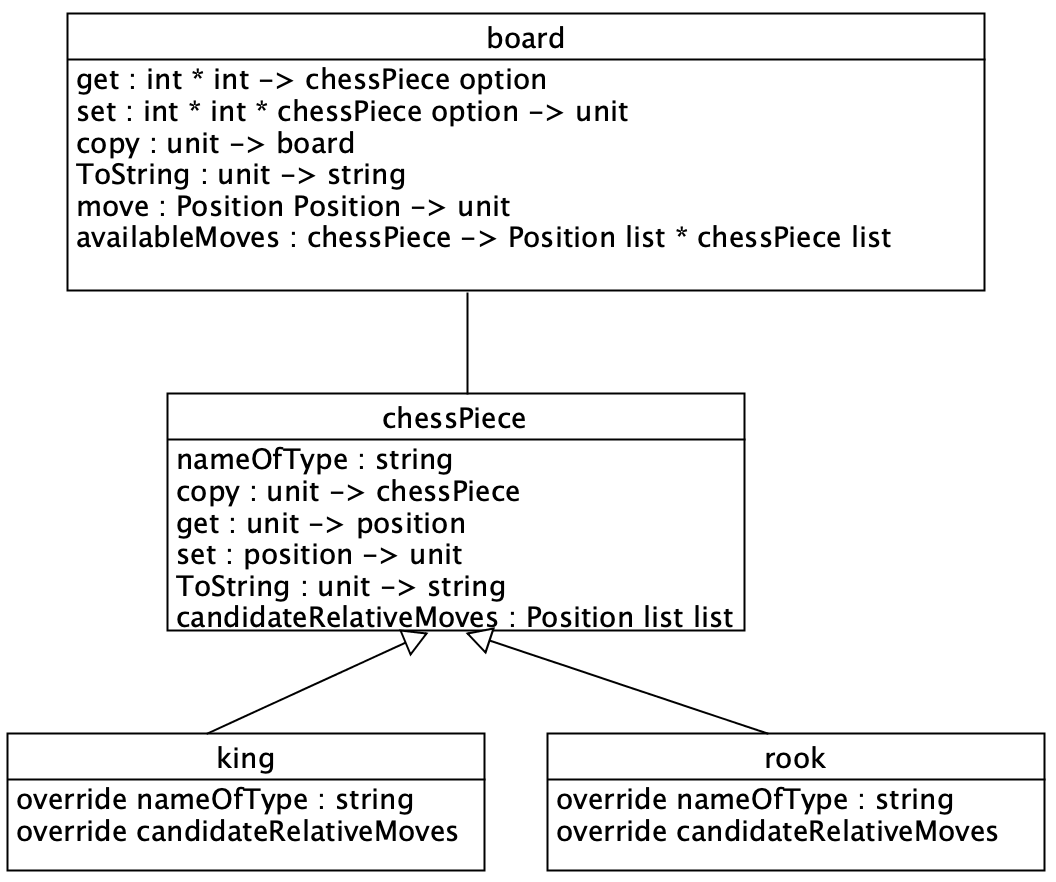 board
get : int * int -> chessPiece option
set : int * int * chessPiece option -> unit
copy : unit -> board
ToString : unit -> string
move : Position Position -> unit
availableMoves : chessPiece -> Position list * chessPiece list
chessPiece
nameOfType : string
copy : unit -> chessPiece
get : unit -> position
set : position -> unit
ToString : unit -> string
candidateRelativeMoves : Position list list
king
override nameOfType : string
override candidateRelativeMoves
rook
override nameOfType : string
override candidateRelativeMoves